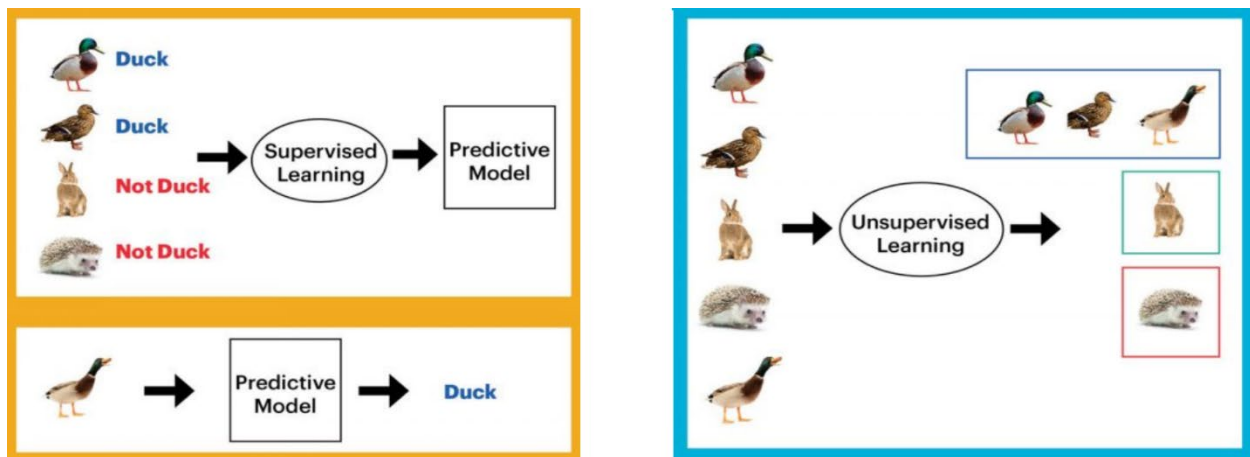 Duck
Duck
Not Duck
Not Duck
Supervised
Learning
Predictive
Model
Predictive
Model
Duck
Unsupervised
Learning